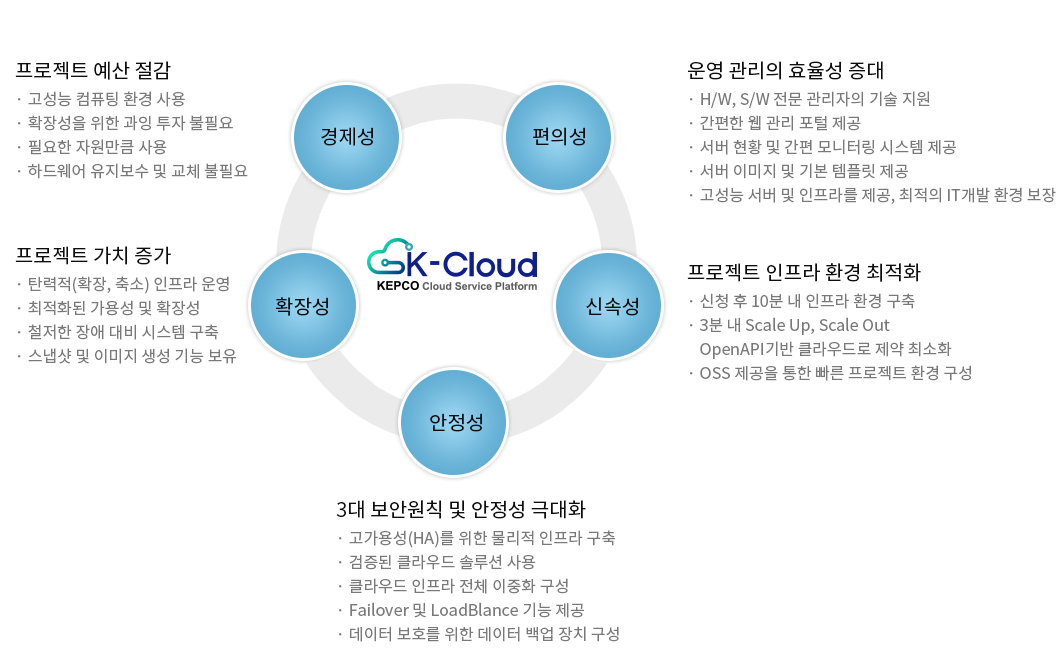 프로젝트 예산 절감
· 고성능 컴퓨팅 환경 사용
· 확장성을 위한 과잉 투자 불필요
· 필요한 자원만큼 사용
· 하드웨어 유지보수 및 교체 불필요
경제성
편의성
운영 관리의 효율성 증대
· H/W, S/W 전문 관리자의 기술 지원
· 간편한 웹 관리 포털 제공
· 서버 현황 및 간편 모니터링 시스템 제공
· 서버 이미지 및 기본 템플릿 제공
· 고성능 서버 및 인프라를 제공, 최적의 IT개발 환경 보장
프로젝트 가치 증가
· 탄력적(확장, 축소) 인프라 운영
· 최적화된 가용성 및 확장성
· 철저한 장애 대비 시스템 구축
· 스냅샷 및 이미지 생성 기능 보유
확장성
K-Cloud
KEPCO Cloud Service Platform
신속성
프로젝트 인프라 환경 최적화
· 신청 후 10분 내 인프라 환경 구축
· 3분 내 Scale Up, Scale Out
OpenAPI기반 클라우드로 제약 최소화
· OSS 제공을 통한 빠른 프로젝트 환경 구성
안정성
3대 보안원칙 및 안정성 극대화
· 고가용성(HA)를 위한 물리적 인프라 구축
· 검증된 클라우드 솔루션 사용
· 클라우드 인프라 전체 이중화 구성
· Failover 및 LoadBlance 기능 제공
· 데이터 보호를 위한 데이터 백업 장치 구성